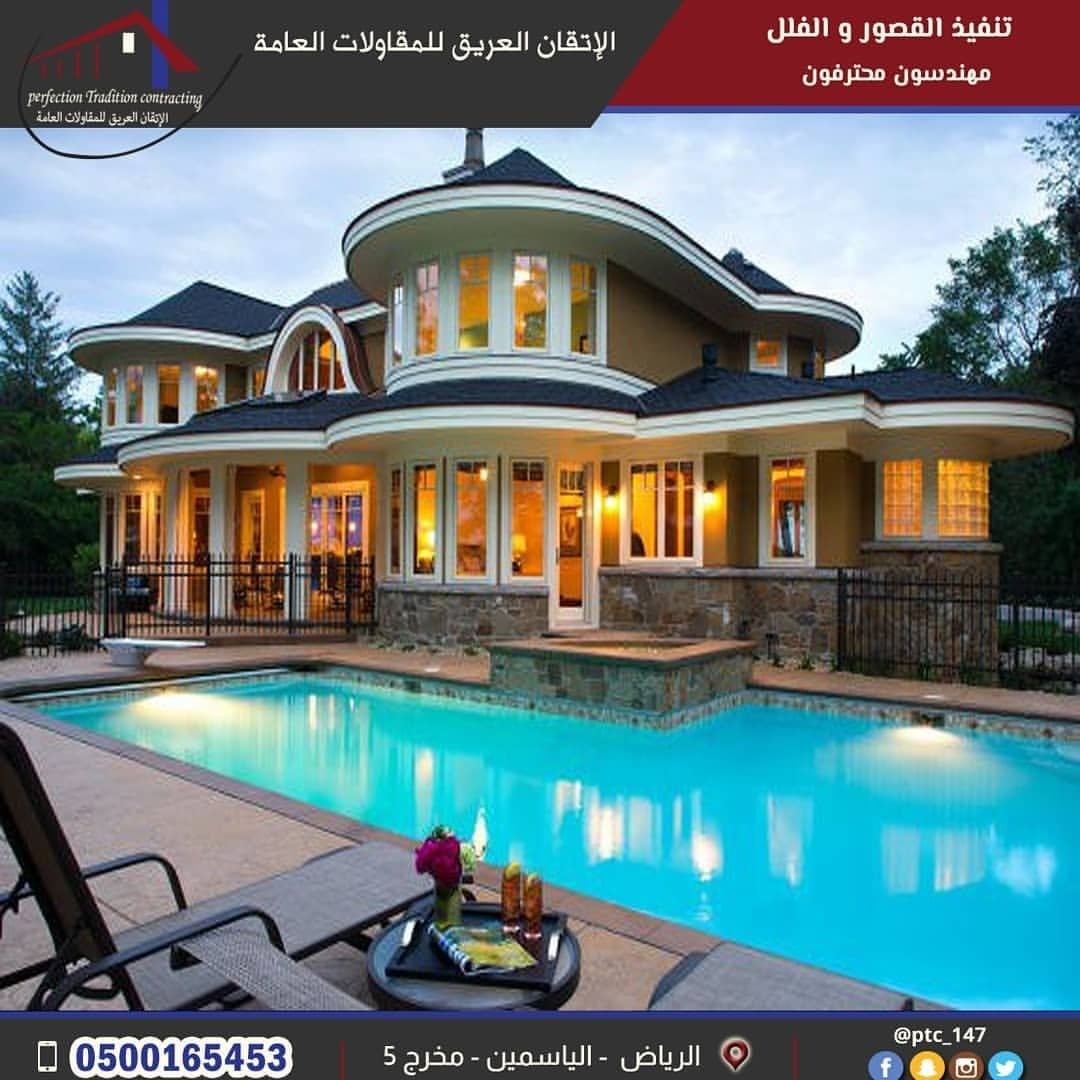 تنفيذ القصور و الفلل
مهندسون محترفون
الإتقان العريق للمقاولات العامة
perfection Tradition contracting
الإتقان العريق للمقاولات العامة
@ptc_147
الرياض - الياسمين - مخرج 5
0500165453